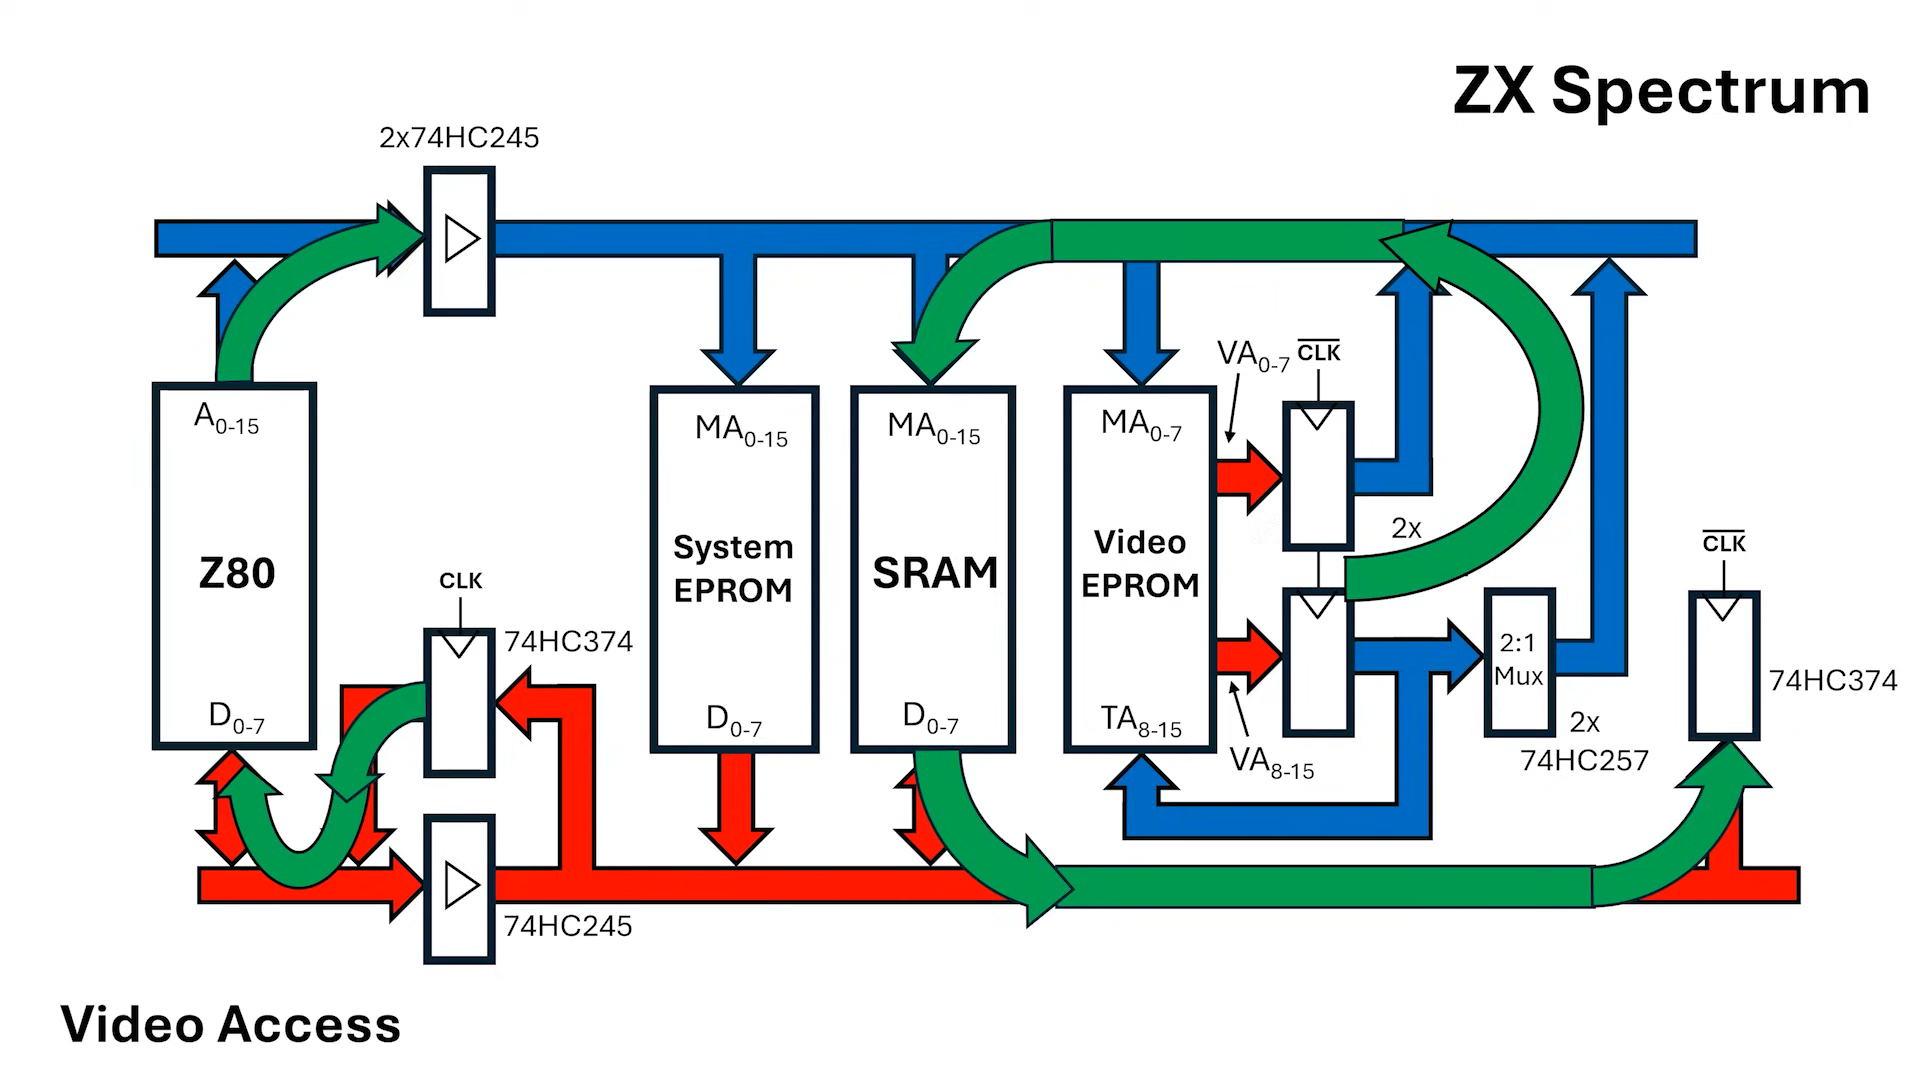 ZX Spectrum
2x74HC245
A0-15
Z80
D0-7
CLK
74HC374
74HC245
MA0-15
System
EPROM
D0-7
MA0-15
SRAM
D0-7
MA0-7
Video
EPROM
TA8-15
VA0-7
CLK
2x
VA8-15
2:1
Mux
2x
74HC257
CLK
74HC374
Video Access